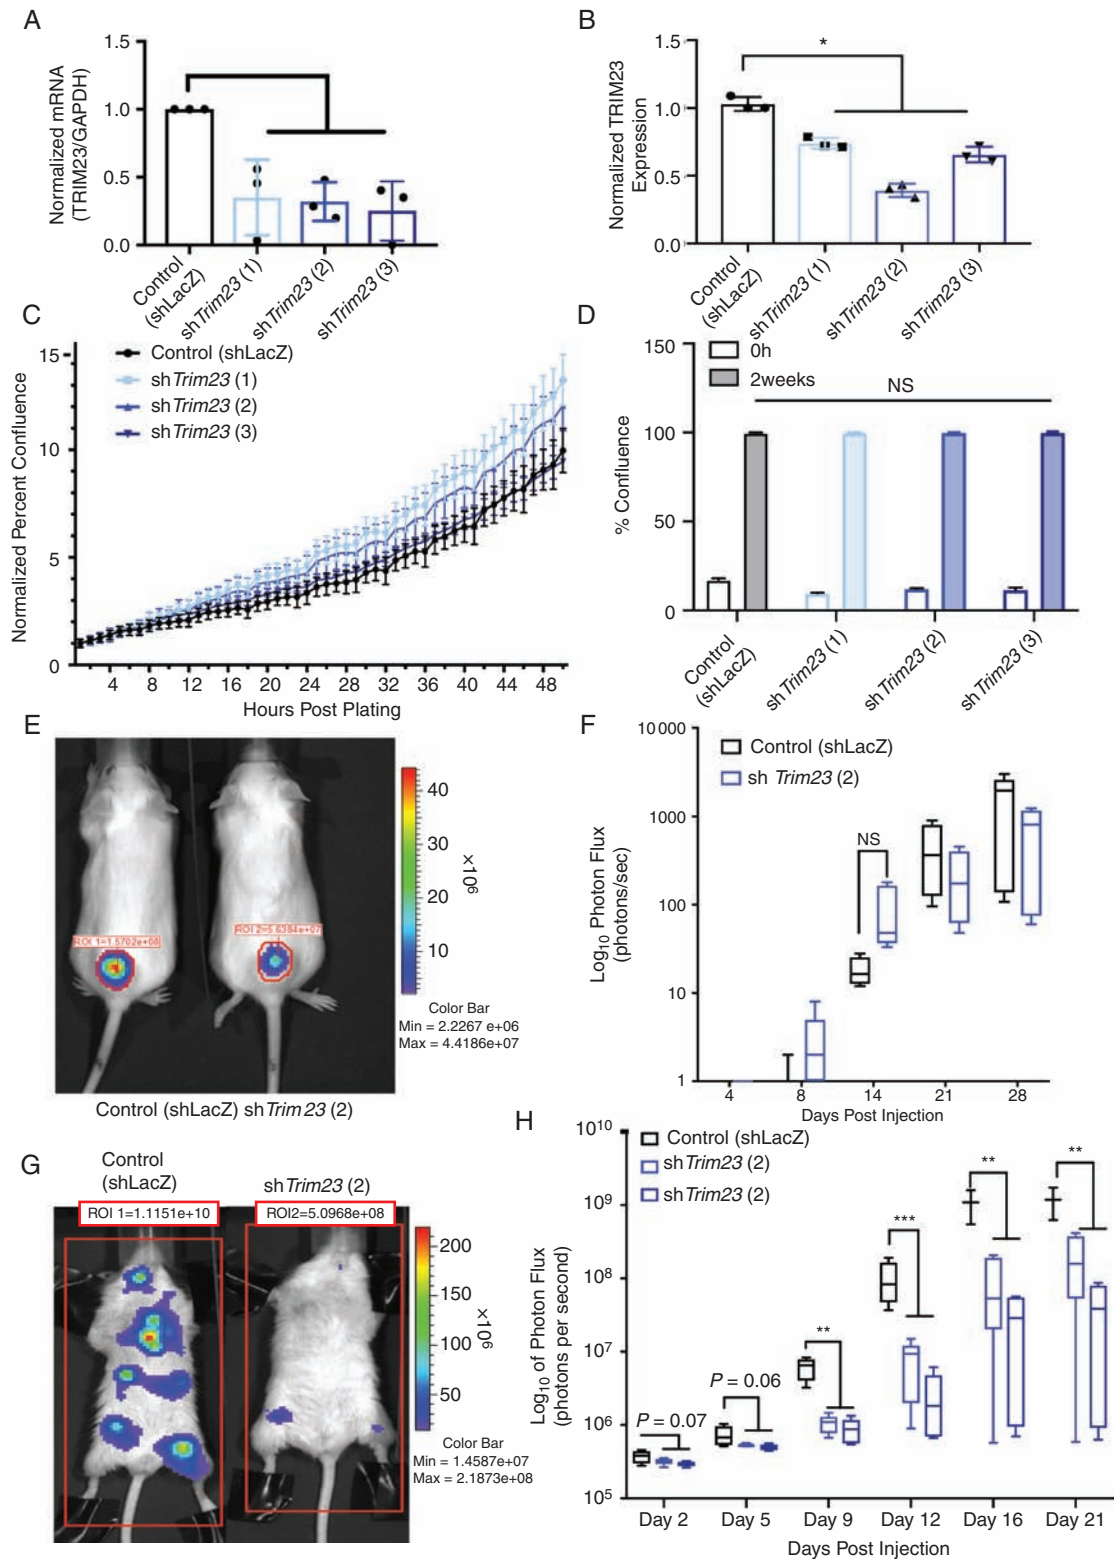 A
1.5
1.0
0.5
0.0
Normalized mRNA
(TRIM23/GAPDH)
Control
(shLacZ)
shTrim23 (1)
shTrim23 (2)
shTrim23 (3)
B
1.5
1.0
0.5
0.0
Normalized TRIM23
Expression
*
Control
(shLacZ)
shTrim23 (1)
shTrim23 (2)
shTrim23 (3)
C
15
10
5
0
Normalized Percent Confluence
Control (shLacZ)
shTrim23 (1)
shTrim23 (2)
shTrim23 (3)
4 8 12 16 20 24 28 32 36 40 44 48
Hours Post Plating
D
150
100
50
0
% Confluence
0h
2weeks
NS
Control
(shLacZ)
shTrim23 (1)
shTrim23 (2)
shTrim23 (3)
E
ROI 1=1.5702e+08
ROI 2=5.6384e+07
40
30
20
10
×10⁶
Color Bar
Min = 2.2267 e+06
Max = 4.4186e+07
Control (shLacZ) shTrim23 (2)
F
10 000
1000
100
10
1
Log₁₀ Photon Flux
(photons/sec)
Control (shLacZ)
sh Trim23 (2)
NS
4 8 14 21 28
Days Post Injection
G
Control
(shLacZ)
shTrim23 (2)
ROI 1=1.1151e+10
ROI2=5.0968e+08
200
150
100
50
×10⁶
Color Bar
Min = 1.4587e+07
Max = 2.1873e+08
H
10¹⁰
10⁹
10⁸
10⁷
10⁶
10⁵
Log₁₀ of Photon Flux
(photons per second)
Control (shLacZ)
shTrim23 (2)
shTrim23 (2)
P = 0.07
P = 0.06
**
***
**
**
Day 2 Day 5 Day 9 Day 12 Day 16 Day 21
Days Post Injection